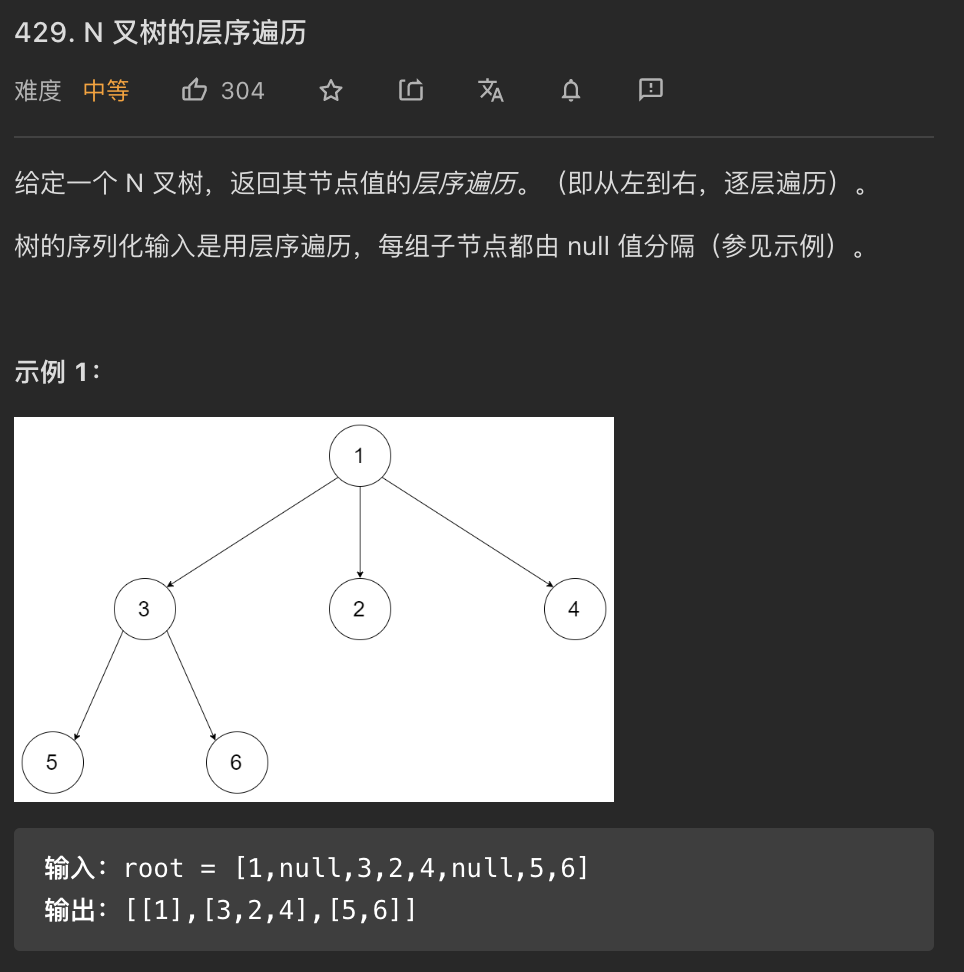 429. N 叉树的层序遍历
难度 中等 304
给定一个 N 叉树，返回其节点值的层序遍历。（即从左到右，逐层遍历）。
树的序列化输入是用层序遍历，每组子节点都由 null 值分隔（参见示例）。
示例 1：
1
3 2 4
5 6
输入：root = [1,null,3,2,4,null,5,6]
输出：[[1],[3,2,4],[5,6]]